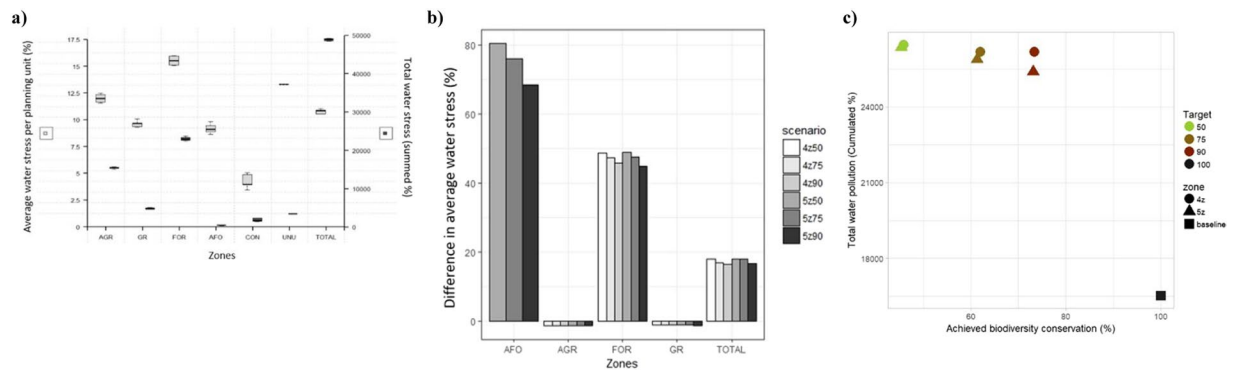 a)
Average water stress per planning unit (%)
17.5
15
12.5
10
7.5
5
2.5
0
50000
40000
30000
20000
10000
0
Total water stress (summed %)
AGR GR FOR AFO CON UNU TOTAL
Zones
b)
Difference in average water stress (%)
80
60
40
20
0
AFO AGR FOR GR TOTAL
Zones
scenario
4z50
4z75
4z90
5z50
5z75
5z90
c)
Total water pollution (Cumulated %)
24000
21000
18000
60 80 100
Achieved biodiversity conservation (%)
Target
50
75
90
100
zone
4z
5z
baseline